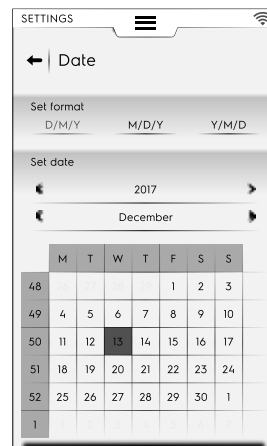 SETTINGS
Date
Set format
D/M/Y M/D/Y Y/M/D
Set date
2017
December
M T W T F S S
48 1 2 3
49 4 5 6 7 8 9 10
50 11 12 13 14 15 16 17
51 18 19 20 21 22 23 24
52 25 26 27 28 29 30 1
1